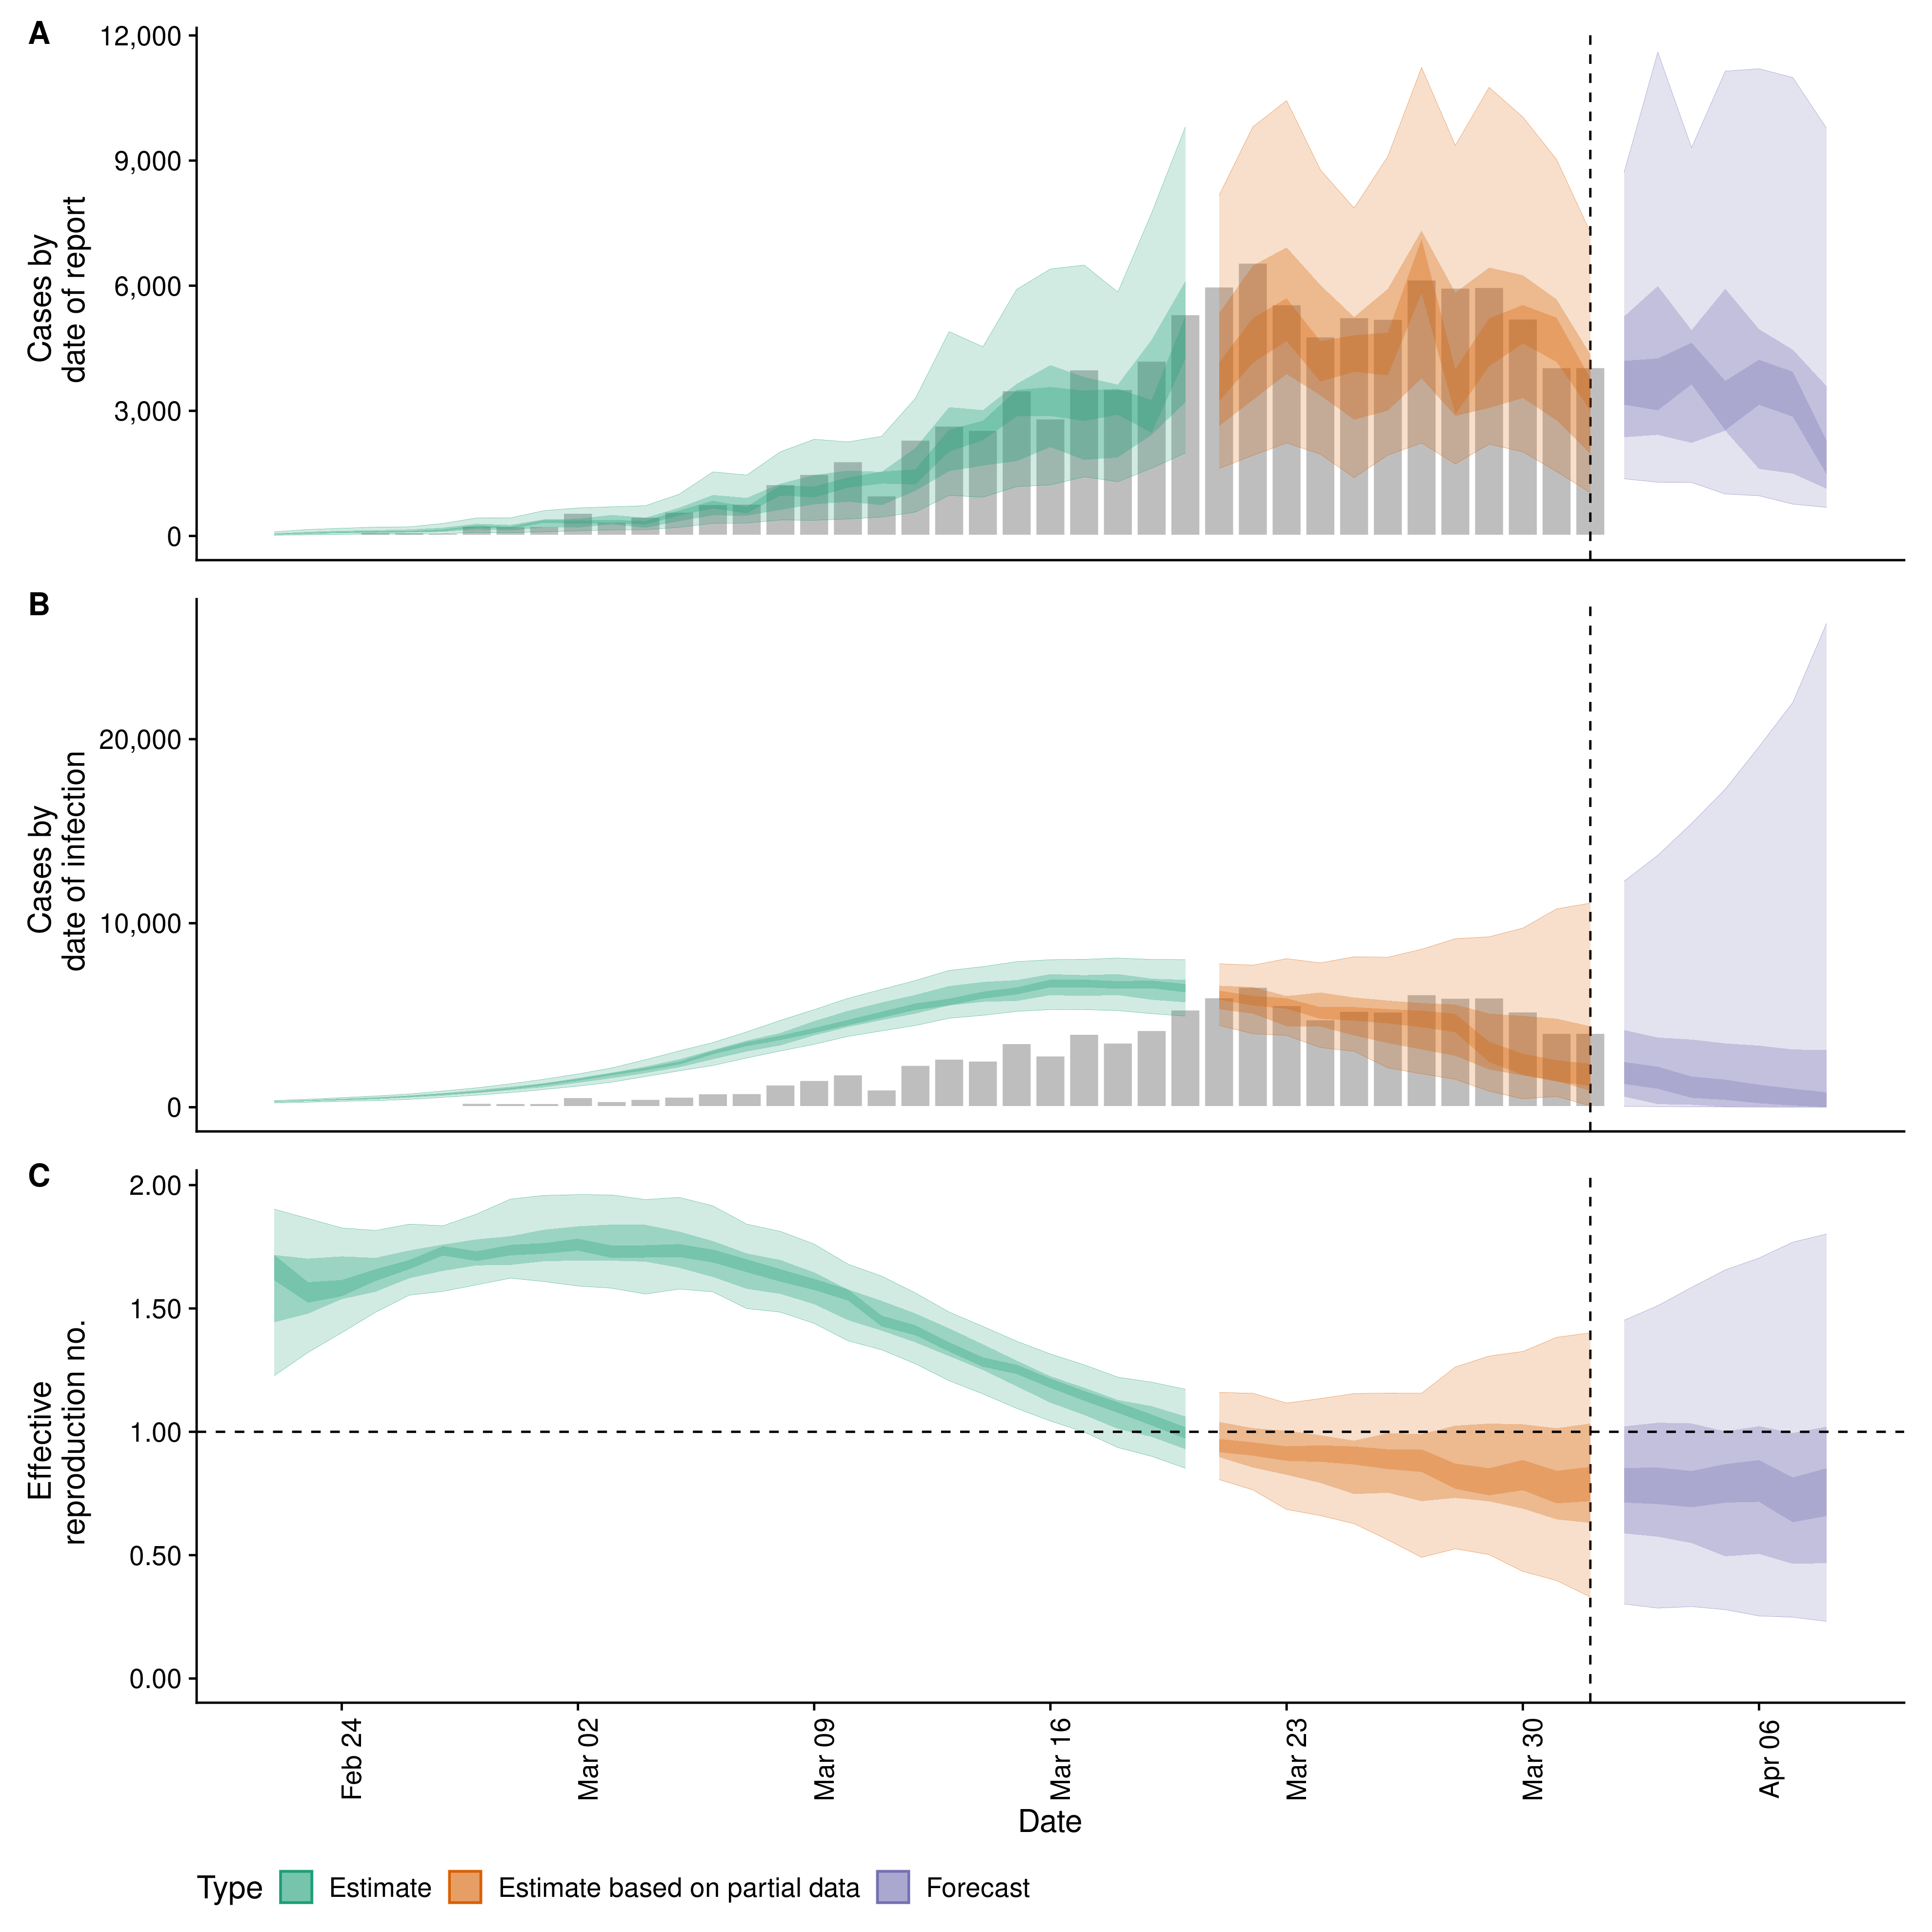 A
12,000
9,000
6,000
3,000
0
Cases by
date of report
B
20,000
10,000
0
Cases by
date of infection
C
2.00
1.50
1.00
0.50
0.00
Effective
reproduction no.
Feb 24
Mar 02
Mar 09
Mar 16
Mar 23
Mar 30
Apr 06
Date
Type Estimate Estimate based on partial data Forecast